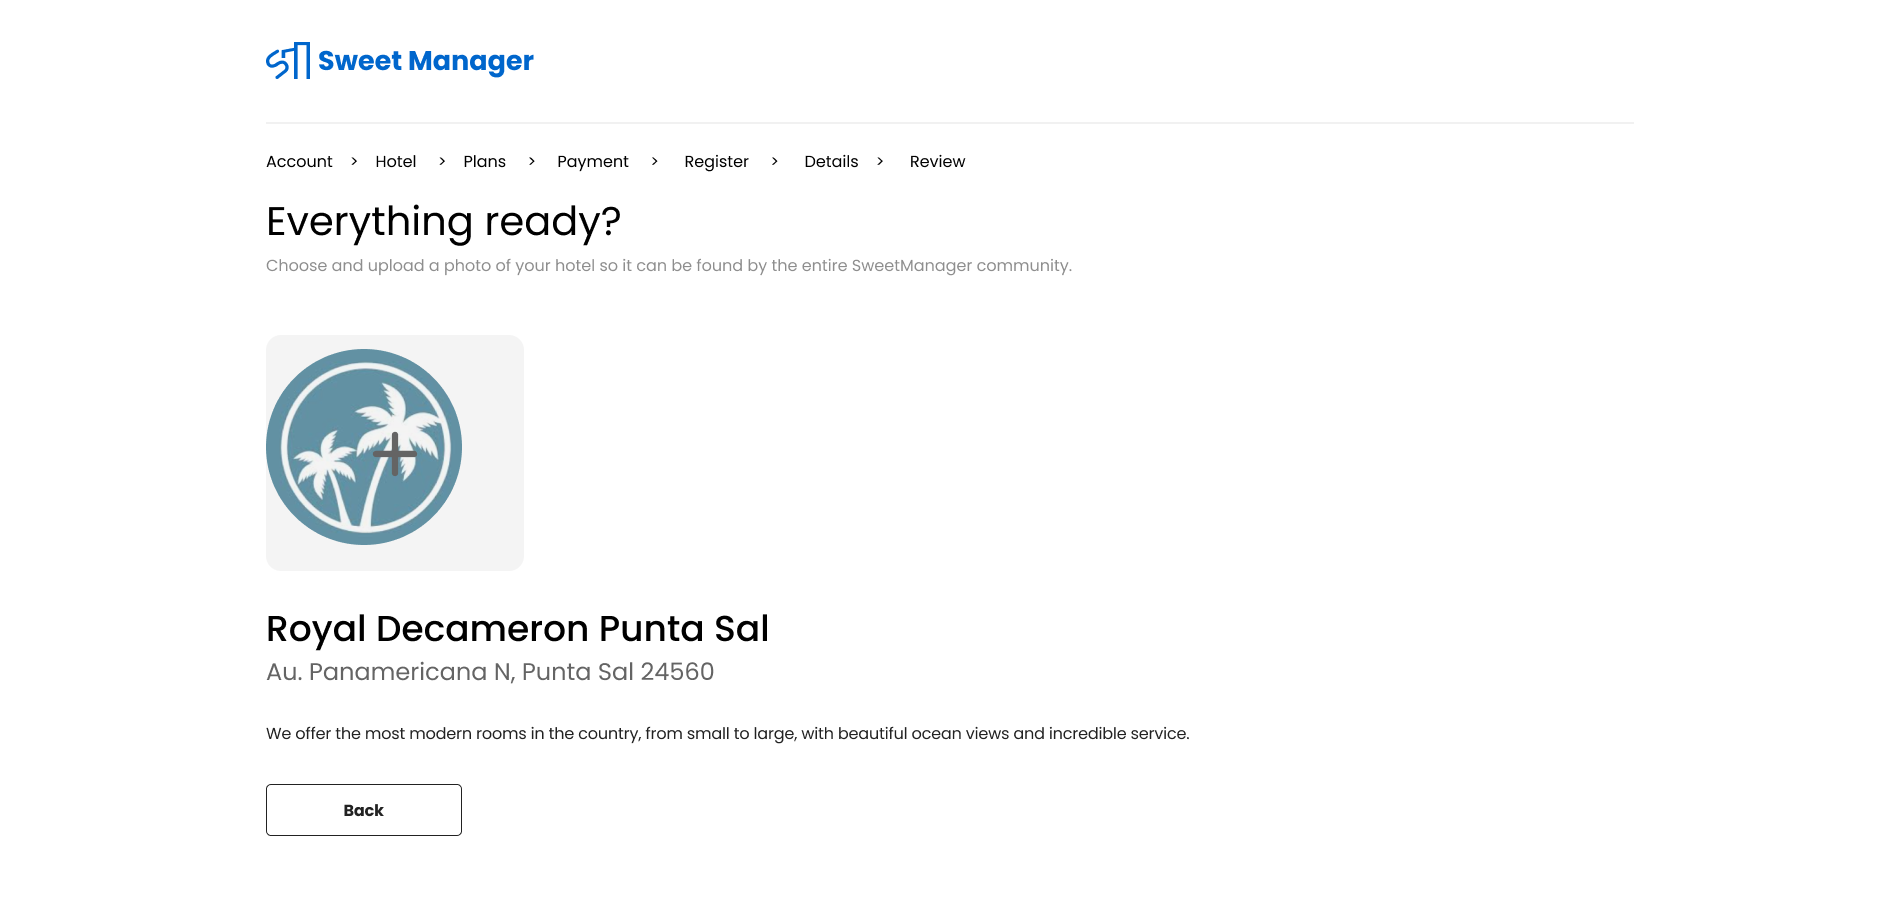 Sweet Manager
Account > Hotel > Plans > Payment > Register > Details > Review
Everything ready?
Choose and upload a photo of your hotel so it can be found by the entire SweetManager community.
Royal Decameron Punta Sal
Au. Panamericana N, Punta Sal 24560
We offer the most modern rooms in the country, from small to large, with beautiful ocean views and incredible service.
Back